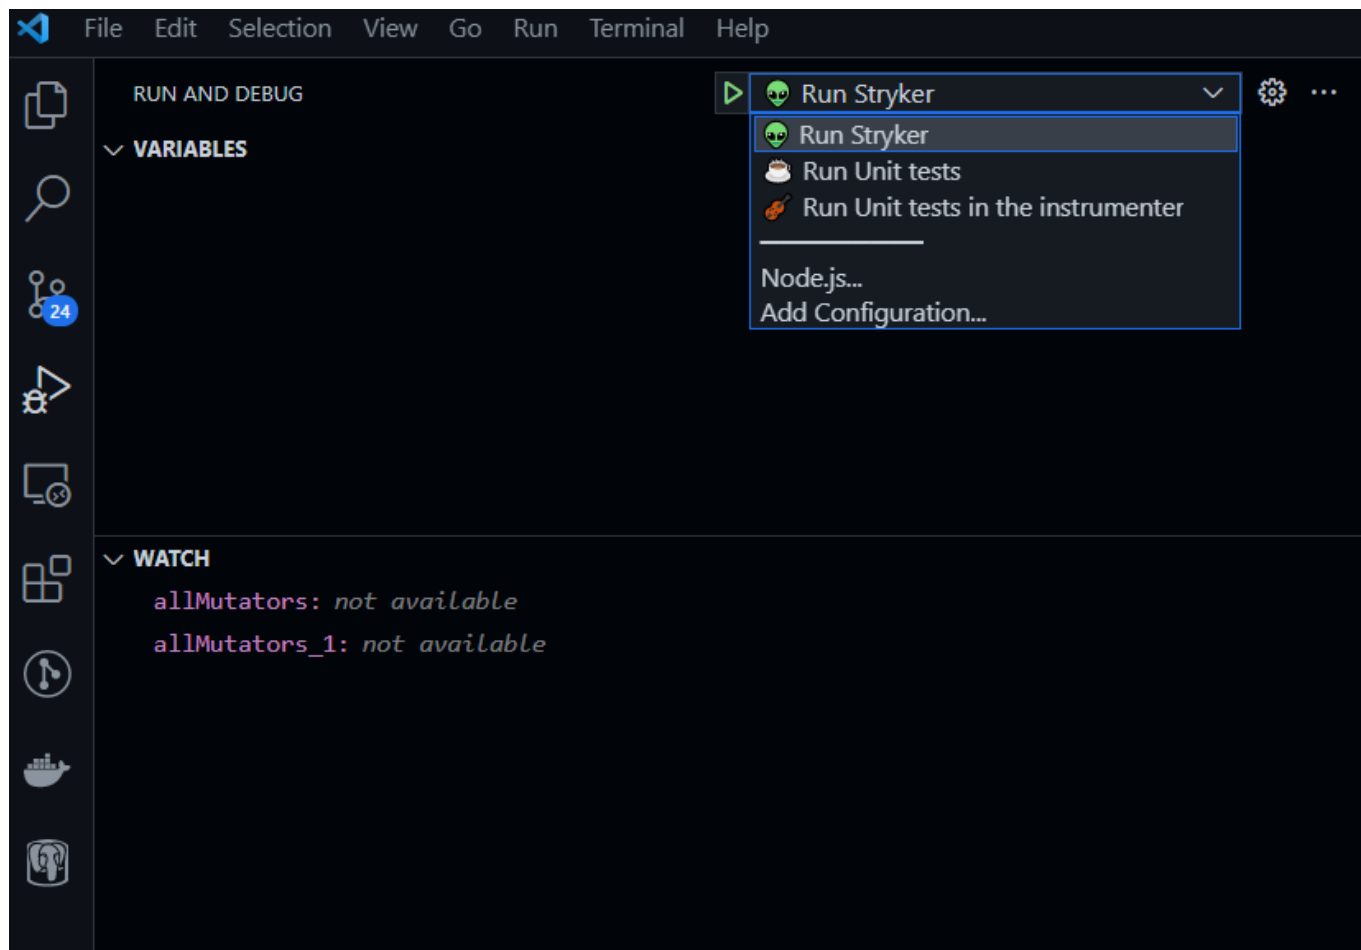 File Edit Selection View Go Run Terminal Help
RUN AND DEBUG
Run Stryker
VARIABLES
Run Stryker
Run Unit tests
Run Unit tests in the instrumenter
Node.js...
Add Configuration...
24
WATCH
allMutators: not available
allMutators_1: not available